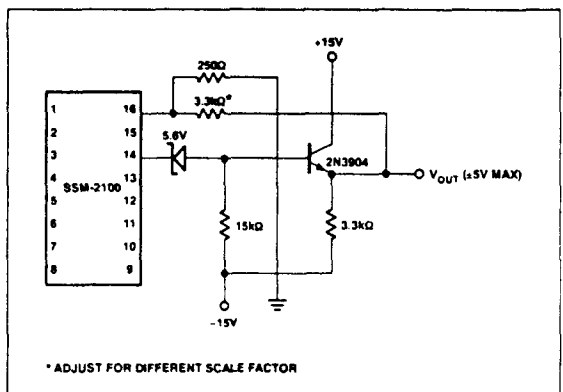 +15V
250Ω
3.3kΩ*
1 16
2 15
5.6V
3 14
2N3904
V_OUT (±5V MAX)
4 13
SSM-2100
5 12
6 11
15kΩ
3.3kΩ
7 10
8 9
-15V
* ADJUST FOR DIFFERENT SCALE FACTOR